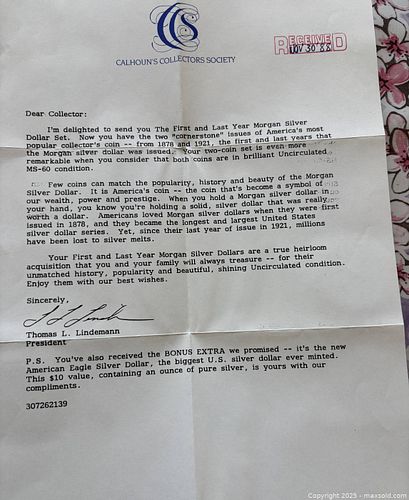 CCS
CALHOUN'S COLLECTORS SOCIETY
RECEIVED
NOV 30 88
Dear Collector:
I'm delighted to send you The First and Last Year Morgan Silver
Dollar Set. Now you have the two "cornerstone" issues of America's most
popular collector's coin -- from 1878 and 1921, the first and last years that
the Morgan silver dollar was issued. Your two-coin set is even more
remarkable when you consider that both coins are in brilliant Uncirculated
MS-60 condition.
Few coins can match the popularity, history and beauty of the Morgan
Silver Dollar. It is America's coin -- the coin that's become a symbol of
our wealth, power and prestige. When you hold a Morgan silver dollar in
your hand, you know you're holding a solid, silver dollar that was really
worth a dollar. Americans loved Morgan silver dollars when they were first
issued in 1878, and they became the longest and largest United States
silver dollar series. Yet, since their last year of issue in 1921, millions
have been lost to silver melts.
Your First and Last Year Morgan Silver Dollars are a true heirloom
acquisition that you and your family will always treasure -- for their
unmatched history, popularity and beautiful, shining Uncirculated condition.
Enjoy them with our best wishes.
Sincerely,
Thomas L. Lindemann
President
P.S. You've also received the BONUS EXTRA we promised -- it's the new
American Eagle Silver Dollar, the biggest U.S. silver dollar ever minted.
This $10 value, containing an ounce of pure silver, is yours with our
compliments.
307262139
Copyright 2025 - maxsold.com